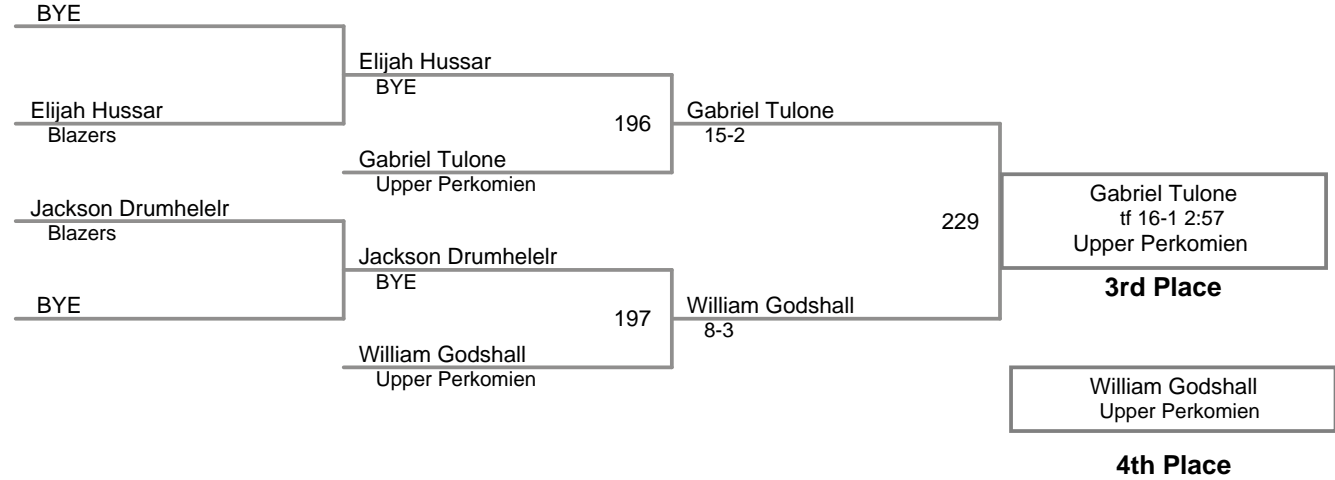 BYE
Elijah Hussar
BYE
Elijah Hussar
Blazers
196
Gabriel Tulone
15-2
Gabriel Tulone
Upper Perkomien
Jackson Drumhelelr
Blazers
229
Gabriel Tulone
tf 16-1 2:57
Upper Perkomien
3rd Place
Jackson Drumhelelr
BYE
BYE
197
William Godshall
8-3
William Godshall
Upper Perkomien
William Godshall
Upper Perkomien
4th Place